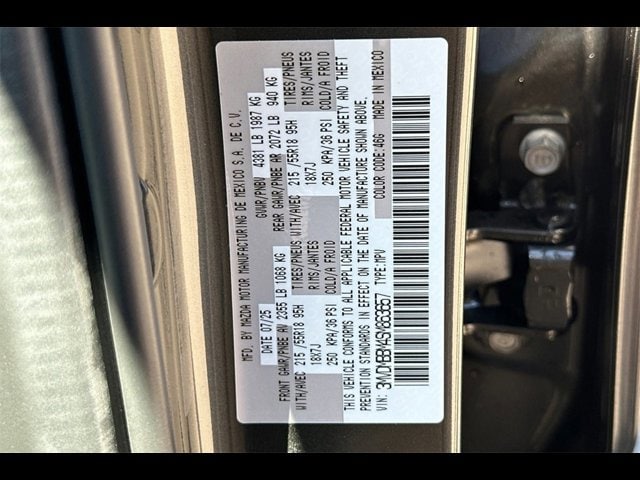 MFD. BY MAZDA MOTOR MANUFACTURING DE MEXICO S.A. DE C.V.
DATE 07/25 GVWR/PNBV 4381 LB 1987 KG
FRONT GAWR/PNBE AV 2355 LB 1068 KG REAR GAWR/PNBE AR 2072 LB 940 KG
WITH/AVEC TIRES/PNEUS WITH/AVEC TIRES/PNEUS
215 /55R18 95H RIMS/JANTES 215 /55R18 95H RIMS/JANTES
18X7J COLD/A FROID 18X7J COLD/A FROID
250 KPA/36 PSI 250 KPA/36 PSI
THIS VEHICLE CONFORMS TO ALL APPLICABLE FEDERAL MOTOR VEHICLE SAFETY AND THEFT
PREVENTION STANDARDS IN EFFECT ON THE DATE OF MANUFACTURE SHOWN ABOVE.
VIN: TYPE:MPV COLOR CODE:46G MADE IN MEXICO